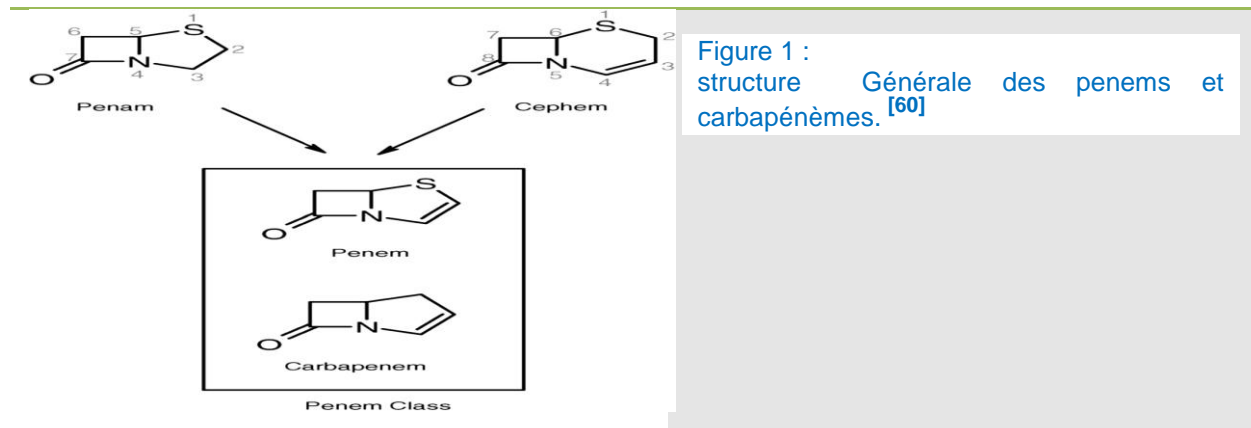 1
6
5
S
2
7
N
4
3
O
Penam
1
S
7
6
2
8
N
3
5
4
O
Cephem
Figure 1 :
structure Générale des penems et
carbapénèmes. [60]
S
N
O
Penem
N
O
Carbapenem
Penem Class